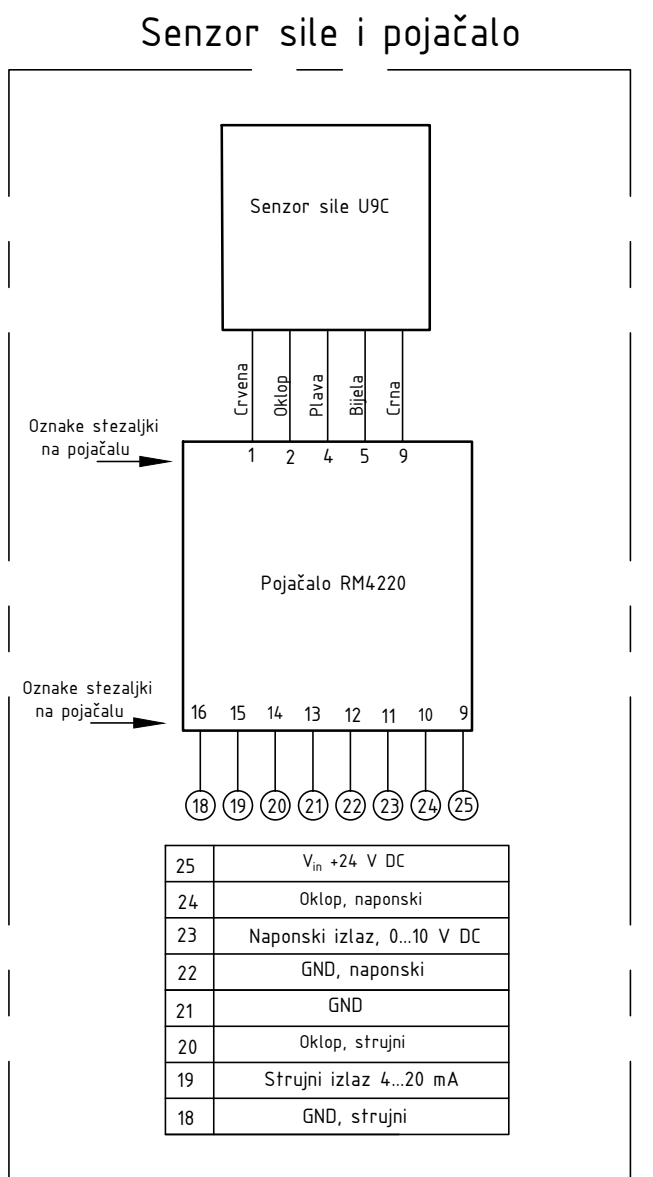 Senzor sile i pojačalo
Senzor sile U9C
Crvena
Oklop
Plava
Bijela
Crna
Oznake stezaljki
na pojačalu
1 2 4 5 9
Pojačalo RM4220
Oznake stezaljki
na pojačalu
16 15 14 13 12 11 10 9
18 19 20 21 22 23 24 25
25 Vin +24 V DC
24 Oklop, naponski
23 Naponski izlaz, 0...10 V DC
22 GND, naponski
21 GND
20 Oklop, strujni
19 Strujni izlaz 4...20 mA
18 GND, strujni